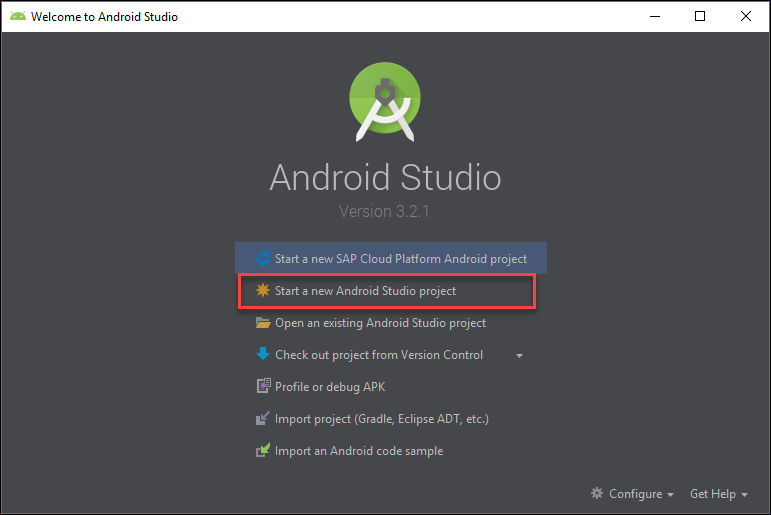 Welcome to Android Studio
Android Studio
Version 3.2.1
Start a new SAP Cloud Platform Android project
Start a new Android Studio project
Open an existing Android Studio project
Check out project from Version Control
Profile or debug APK
Import project (Gradle, Eclipse ADT, etc.)
Import an Android code sample
Configure
Get Help